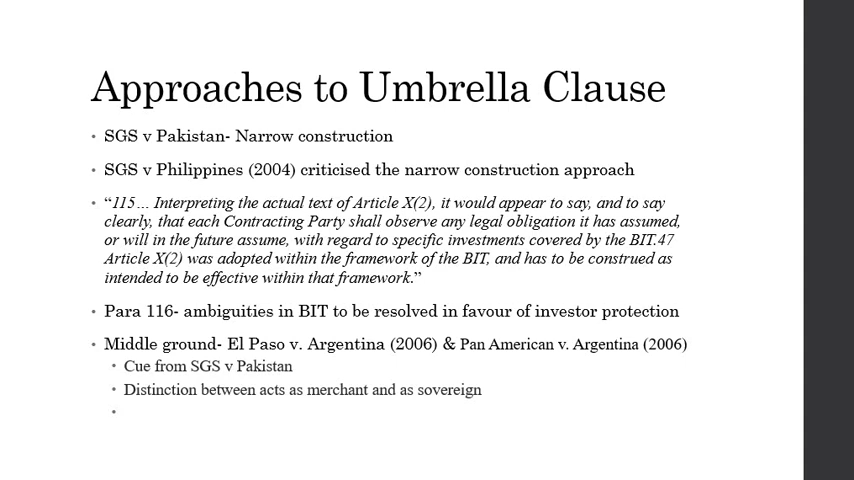 Approaches to Umbrella Clause
• SGS v Pakistan- Narrow construction
• SGS v Philippines (2004) criticised the narrow construction approach
• “115… Interpreting the actual text of Article X(2), it would appear to say, and to say
clearly, that each Contracting Party shall observe any legal obligation it has assumed,
or will in the future assume, with regard to specific investments covered by the BIT.47
Article X(2) was adopted within the framework of the BIT, and has to be construed as
intended to be effective within that framework.”
• Para 116- ambiguities in BIT to be resolved in favour of investor protection
• Middle ground- El Paso v. Argentina (2006) & Pan American v. Argentina (2006)
• Cue from SGS v Pakistan
• Distinction between acts as merchant and as sovereign
•